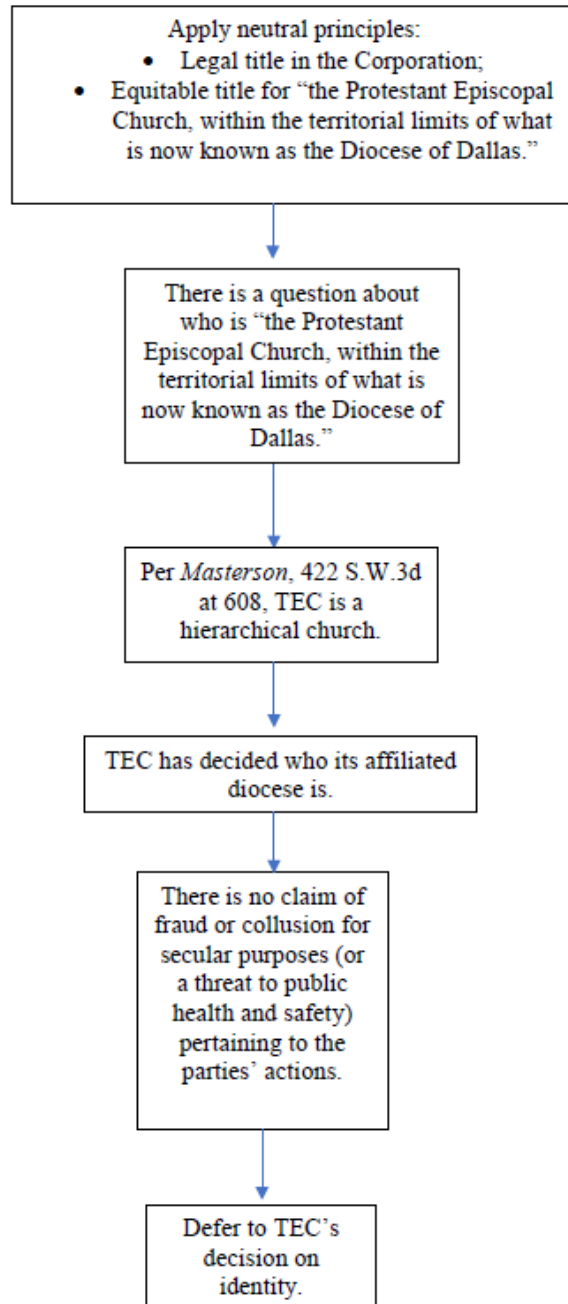 Apply neutral principles:
• Legal title in the Corporation;
• Equitable title for “the Protestant Episcopal
Church, within the territorial limits of what
is now known as the Diocese of Dallas.”
There is a question about
who is “the Protestant
Episcopal Church, within the
territorial limits of what is
now known as the Diocese of
Dallas.”
Per Masterson, 422 S.W.3d
at 608, TEC is a
hierarchical church.
TEC has decided who its affiliated
diocese is.
There is no claim of
fraud or collusion for
secular purposes (or
a threat to public
health and safety)
pertaining to the
parties’ actions.
Defer to TEC’s
decision on
identity.